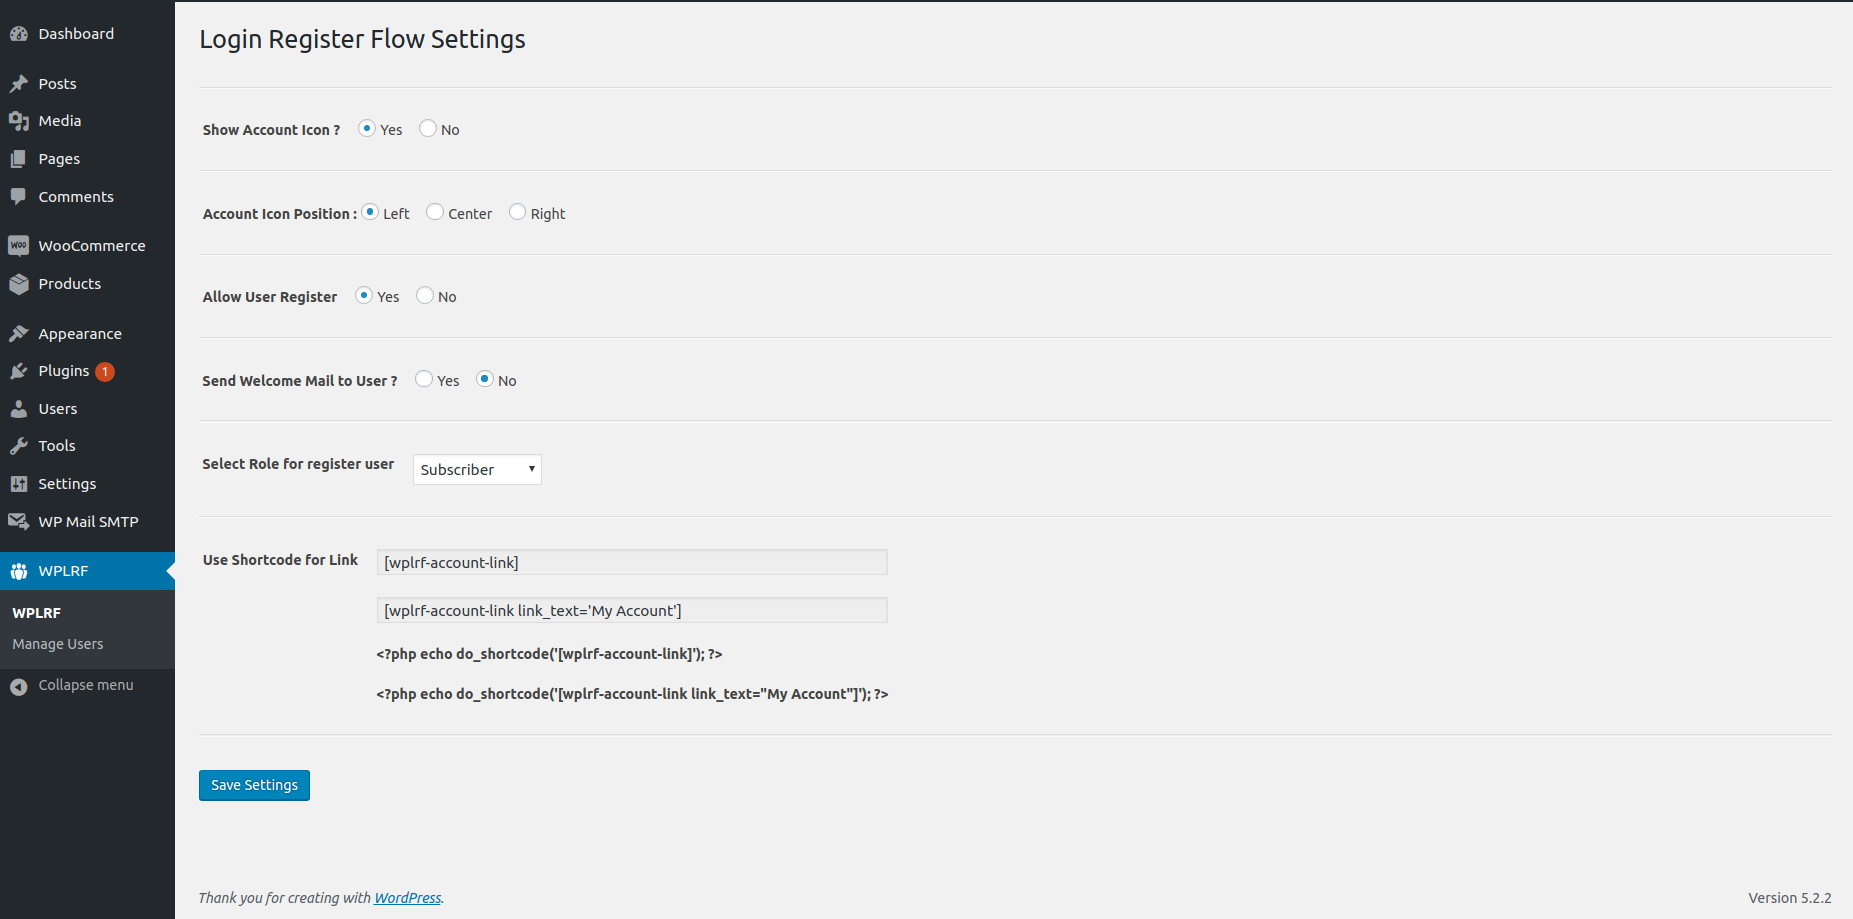 Dashboard
Posts
Media
Pages
Comments
WooCommerce
Products
Appearance
Plugins 1
Users
Tools
Settings
WP Mail SMTP
WPLRF
WPLRF
Manage Users
Collapse menu
Login Register Flow Settings
Show Account Icon ? Yes No
Account Icon Position : Left Center Right
Allow User Register Yes No
Send Welcome Mail to User ? Yes No
Select Role for register user Subscriber
Use Shortcode for Link [wplrf-account-link]
[wplrf-account-link link_text='My Account']
<?php echo do_shortcode('[wplrf-account-link]'); ?>
<?php echo do_shortcode('[wplrf-account-link link_text="My Account"]'); ?>
Save Settings
Thank you for creating with WordPress. Version 5.2.2